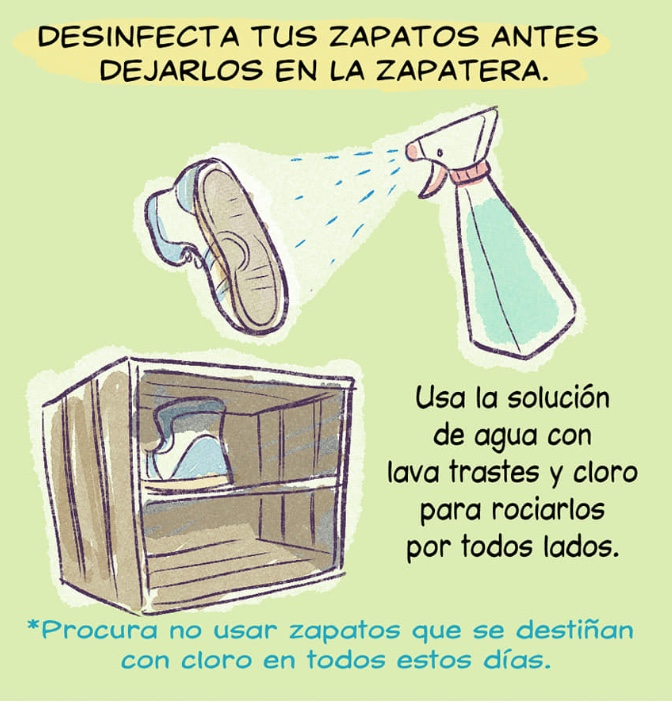 DESINFECTA TUS ZAPATOS ANTES
DEJARLOS EN LA ZAPATERA.
Usa la solución
de agua con
lava trastes y cloro
para rociarlos
por todos lados.
*Procura no usar zapatos que se destiñan
con cloro en todos estos días.